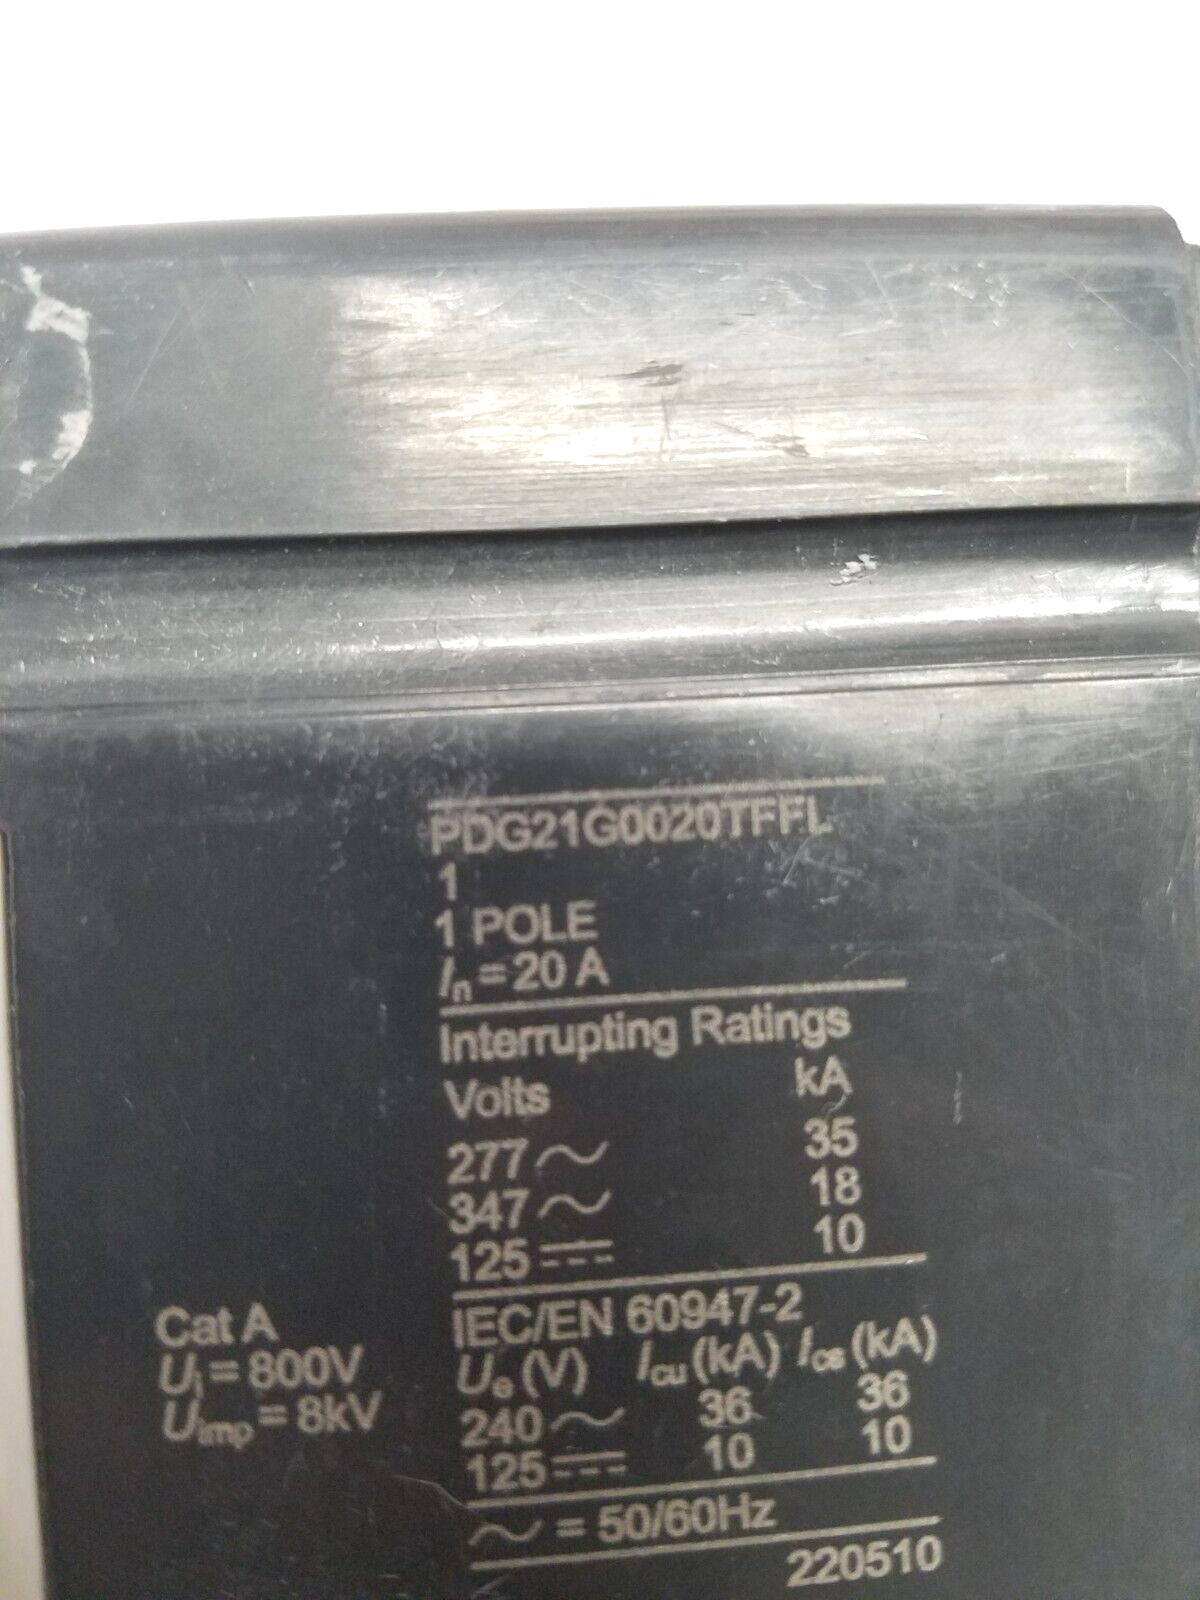 PDG21G0020TFFL
1
1 POLE
In = 20 A
Interrupting Ratings
Volts kA
277 ~ 35
347 ~ 18
125 ⎓ 10
IEC/EN 60947-2
Ue (V) Icu (kA) Ics (kA)
240 ~ 36 36
125 ⎓ 10 10
~ = 50/60Hz
220510
Cat A
Ui = 800V
Uimp = 8kV